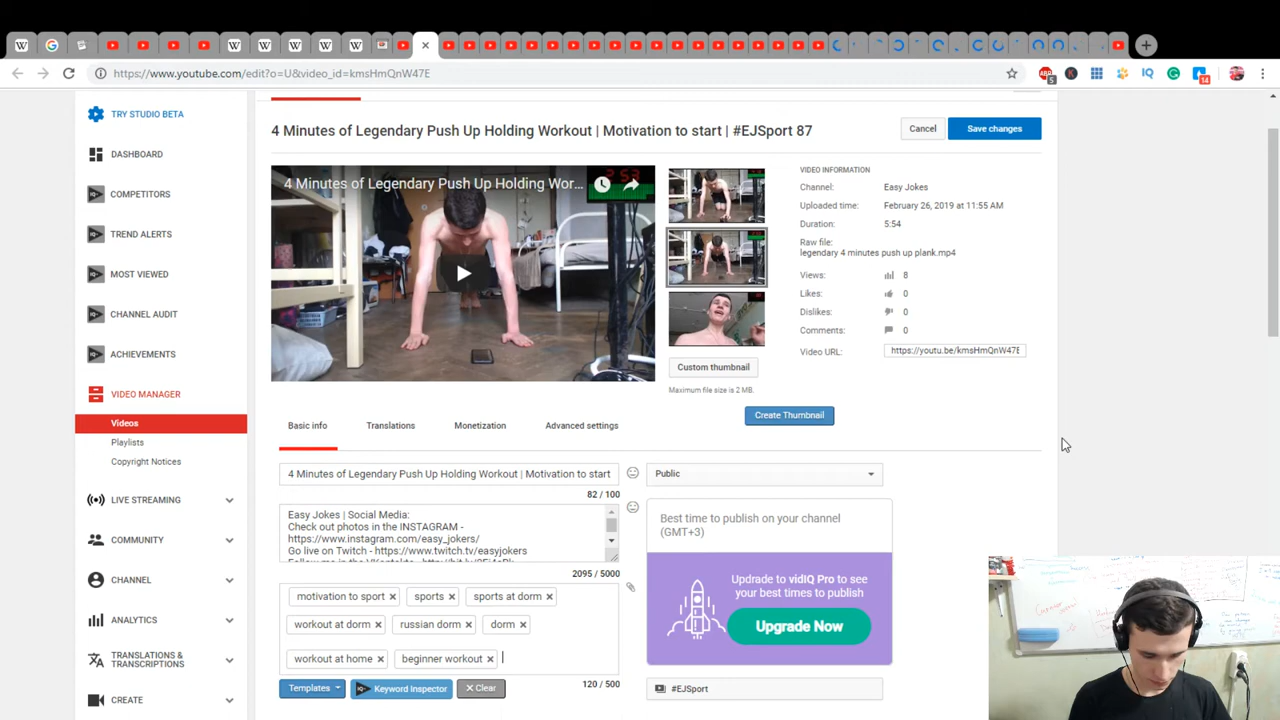 https://www.youtube.com/edit?o=U&video_id=kmsHmQnW47E
5
14
TRY STUDIO BETA
DASHBOARD
COMPETITORS
TREND ALERTS
MOST VIEWED
CHANNEL AUDIT
ACHIEVEMENTS
VIDEO MANAGER
Videos
Playlists
Copyright Notices
LIVE STREAMING
COMMUNITY
CHANNEL
ANALYTICS
TRANSLATIONS &
TRANSCRIPTIONS
CREATE
4 Minutes of Legendary Push Up Holding Workout | Motivation to start | #EJSport 87
Cancel
Save changes
4 Minutes of Legendary Push Up Holding Wor...
2 53
VIDEO INFORMATION
Channel: Easy Jokes
Uploaded time: February 26, 2019 at 11:55 AM
Duration: 5:54
Raw file:
legendary 4 minutes push up plank.mp4
Views: 8
Likes: 0
Dislikes: 0
Comments: 0
Video URL: https://youtu.be/kmsHmQnW47E
Custom thumbnail
Maximum file size is 2 MB.
Create Thumbnail
Basic info
Translations
Monetization
Advanced settings
4 Minutes of Legendary Push Up Holding Workout | Motivation to start
82 / 100
Public
Easy Jokes | Social Media:
Check out photos in the INSTAGRAM -
https://www.instagram.com/easy_jokers/
Go live on Twitch - https://www.twitch.tv/easyjokers
2095 / 5000
Best time to publish on your channel
(GMT+3)
Upgrade to vidIQ Pro to see
your best times to publish
Upgrade Now
motivation to sport × sports × sports at dorm ×
workout at dorm × russian dorm × dorm ×
workout at home × beginner workout ×
Templates
Keyword Inspector
× Clear
120 / 500
#EJSport